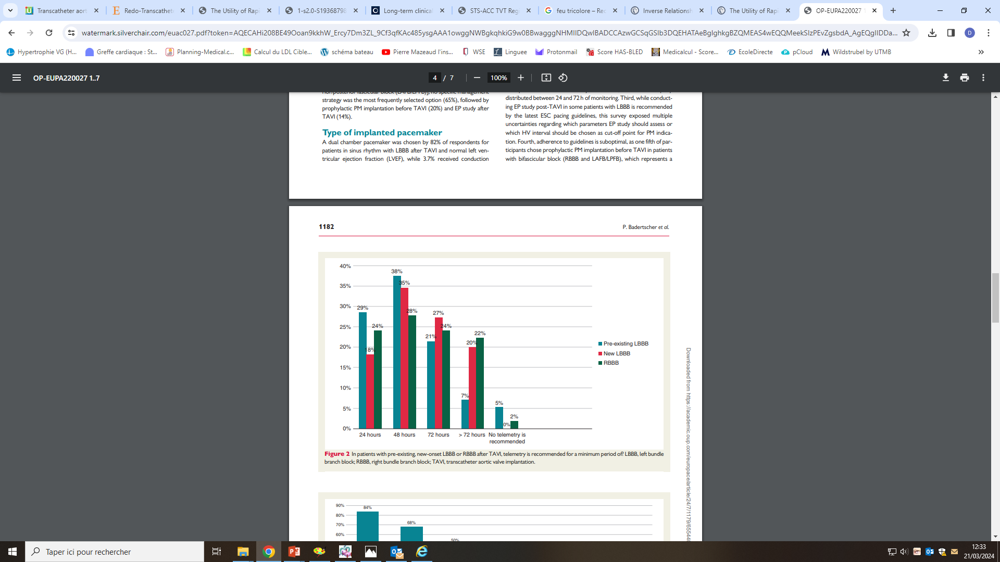 Transcatheter aort
Redo-Transcathete
The Utility of Rapi
1-s2.0-S19368798
Long-term clinical
STS-ACC TVT Regi
feu tricolore – Rec
Inverse Relationsh
The Utility of Rapi
OP-EUPA220027 1
watermark.silverchair.com/euac027.pdf?token=AQECAHi208BE49Ooan9kkhW_Ercy7Dm3ZL_9Cf3qfKAc485ysgAAA1owggNWBgkqhkiG9w0BBwagggNHMIIDQwIBADCCAzwGCSqGSIb3DQEHATAeBglghkgBZQMEAS4wEQQMeekSIzPEvZgsbdA_AgEQgIIDDa...
D
Hypertrophie VG (H...
Greffe cardiaque : St...
Planning-Medical.c...
Calcul du LDL Cible...
schéma bateau
Pierre Mazeaud l'ins...
WSE
Linguee
Protonmail
Score HAS-BLED
Medicalcul - Score...
EcoleDirecte
pCloud
Wildstrubel by UTMB
OP-EUPA220027 1..7
4 / 7
100%
strategy was the most frequently selected option (65%), followed by
prophylactic PM implantation before TAVI (20%) and EP study after
TAVI (14%).
Type of implanted pacemaker
A dual chamber pacemaker was chosen by 82% of respondents for
patients in sinus rhythm with LBBB after TAVI and normal left ven-
tricular ejection fraction (LVEF), while 3.7% received conduction
distributed between 24 and 72 h of monitoring. Third, while conduct-
ing EP study post-TAVI in some patients with LBBB is recommended
by the latest ESC pacing guidelines, this survey exposed multiple
uncertainties regarding which parameters EP study should assess or
which HV interval should be chosen as cut-off point for PM indica-
tion. Fourth, adherence to guidelines is suboptimal, as one fifth of par-
ticipants chose prophylactic PM implantation before TAVI in patients
with bifascicular block (RBBB and LAFB/LPFB), which represents a
1182
P. Badertscher et al.
40%
35%
30%
25%
20%
15%
10%
5%
0%
29%
18%
24%
38%
35%
28%
21%
27%
24%
7%
20%
22%
5%
0%
2%
24 hours
48 hours
72 hours
> 72 hours
No telemetry is
recommended
Pre-existing LBBB
New LBBB
RBBB
Figure 2 In patients with pre-existing, new-onset LBBB or RBBB after TAVI, telemetry is recommended for a minimum period of? LBBB, left bundle
branch block; RBBB, right bundle branch block; TAVI, transcatheter aortic valve implantation.
Downloaded from https://academic.oup.com/europace/article/24/7/1179/65544
90%
80%
70%
60%
84%
68%
50%
Taper ici pour rechercher
12:33
21/03/2024